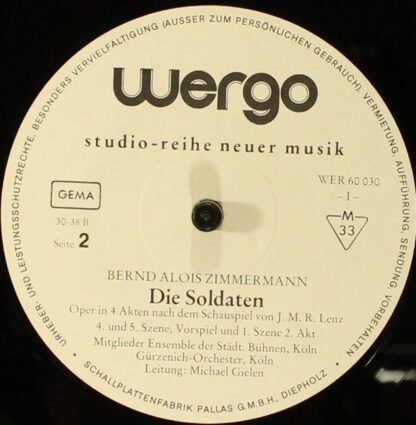 URHEBER- UND LEISTUNGSSCHUTZRECHTE, BESONDERS VERVIELFÄLTIGUNG (AUSSER ZUM PERSÖNLICHEN GEBRAUCH), VERMIETUNG, AUFFÜHRUNG, SENDUNG, VORBEHALTEN
wergo
studio-reihe neuer musik
GEMA
WER 60 030
– I –
30-38 B
M
33
Seite 2
BERND ALOIS ZIMMERMANN
Die Soldaten
Oper in 4 Akten nach dem Schauspiel von J. M. R. Lenz
4. und 5. Szene, Vorspiel und 1. Szene 2. Akt
Mitglieder Ensemble der Städt. Bühnen, Köln
Gürzenich-Orchester, Köln
Leitung: Michael Gielen
• SCHALLPLATTENFABRIK PALLAS G.M.B.H., DIEPHOLZ •